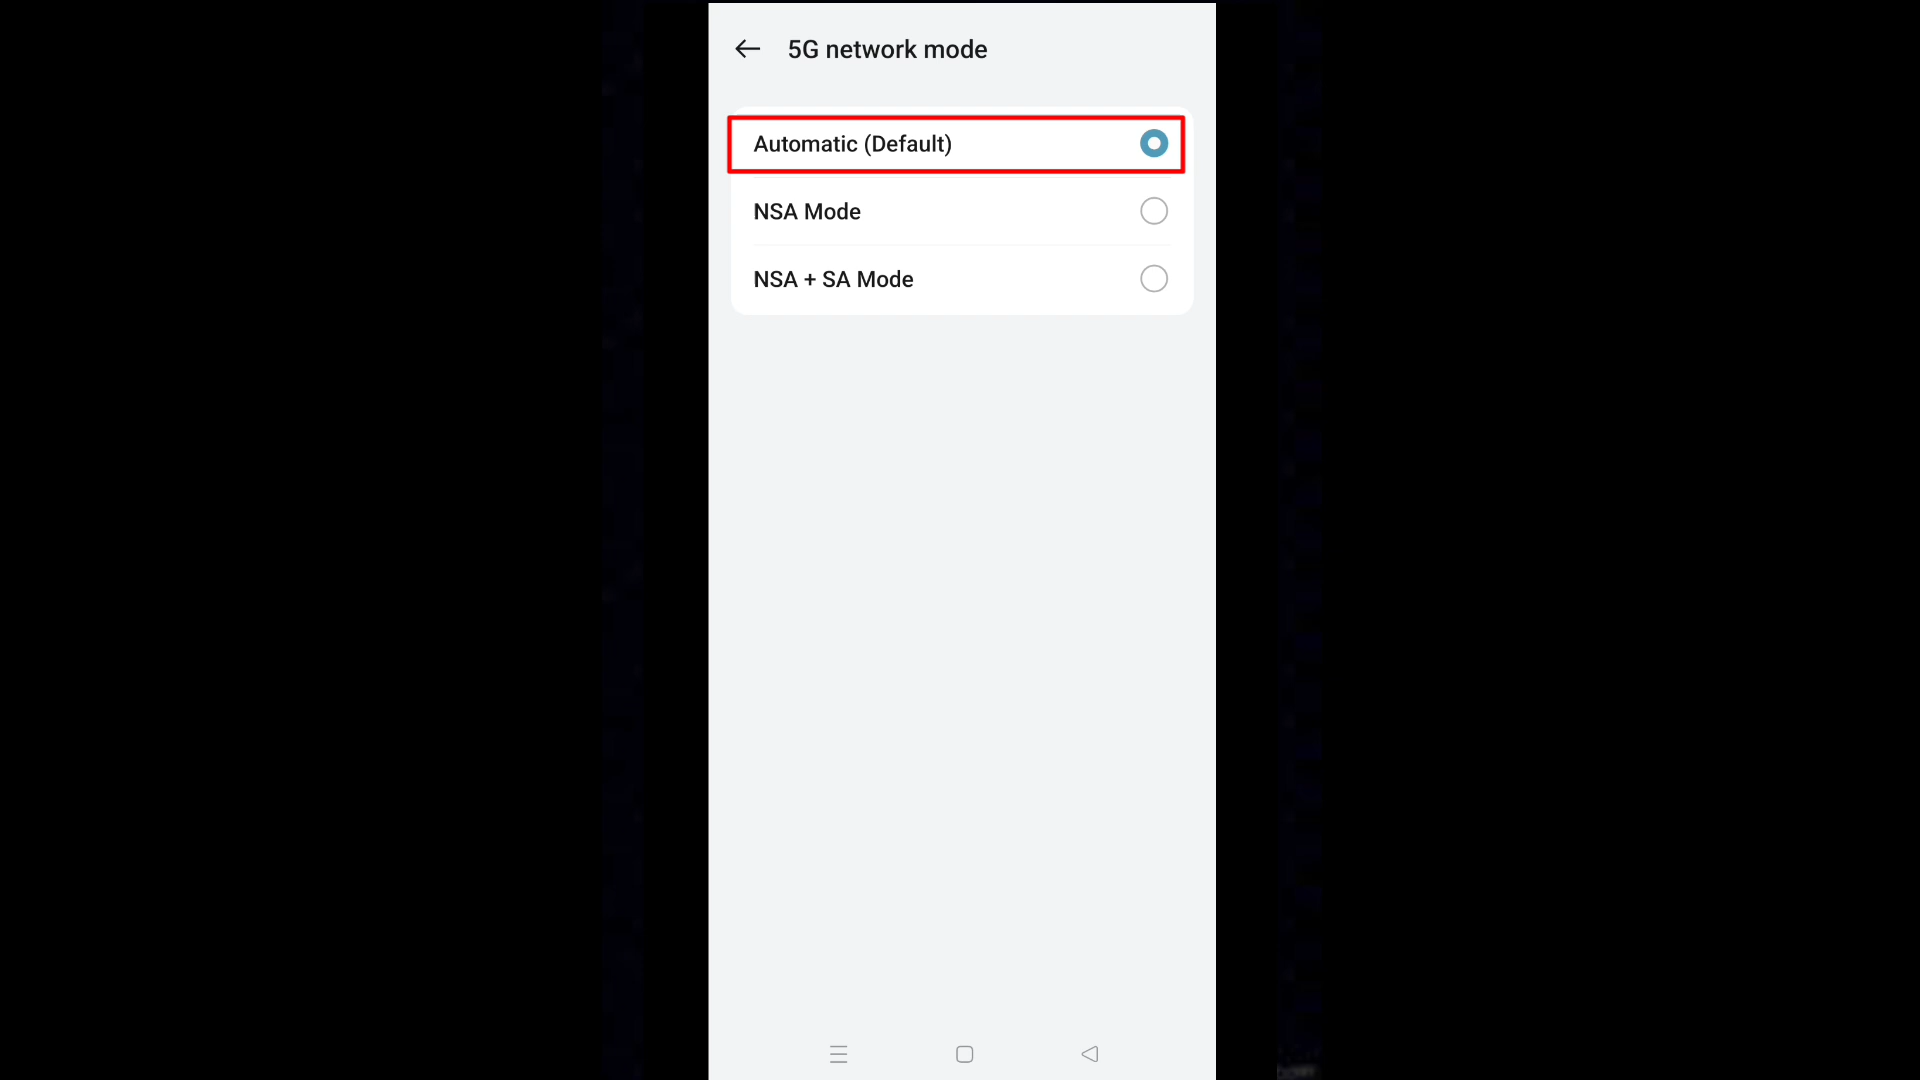 5G network mode
Automatic (Default)
NSA Mode
NSA + SA Mode